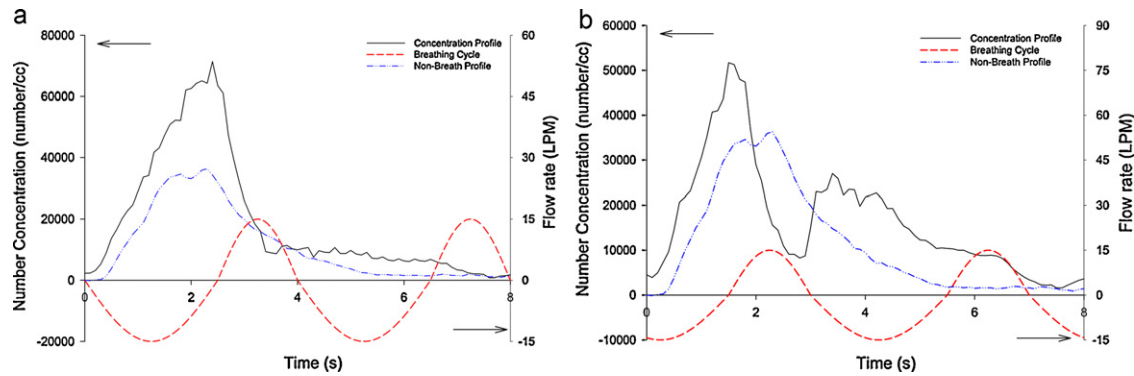 a
80000
60
Concentration Profile
Breathing Cycle
Non-Breath Profile
60000
45
40000
30
20000
15
0
0
-20000
-15
0
2
4
6
8
Number Concentration (number/cc)
Flow rate (LPM)
Time (s)
b
60000
90
Concentration Profile
Breathing Cycle
Non-Breath Profile
50000
75
40000
60
30000
45
20000
30
10000
15
0
0
-10000
-15
0
2
4
6
8
Number Concentration (number/cc)
Flow rate (LPM)
Time (s)